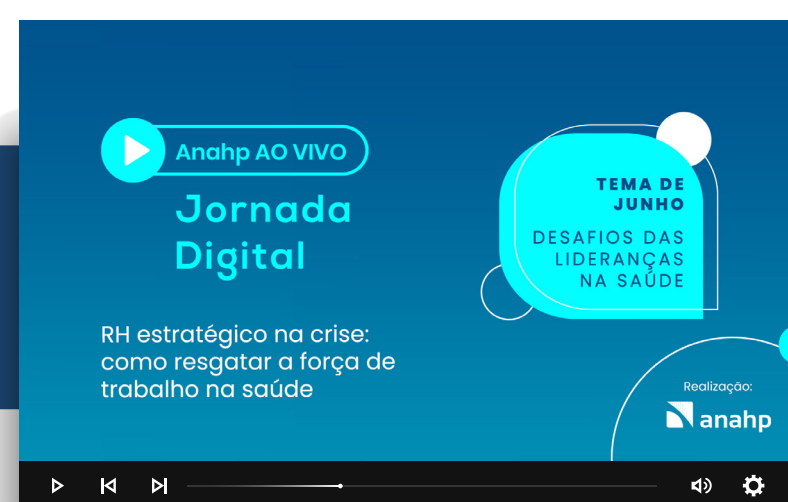 Anahp AO VIVO
Jornada
Digital
RH estratégico na crise:
como resgatar a força de
trabalho na saúde
TEMA DE
JUNHO
DESAFIOS DAS
LIDERANÇAS
NA SAÚDE
Realização:
anahp